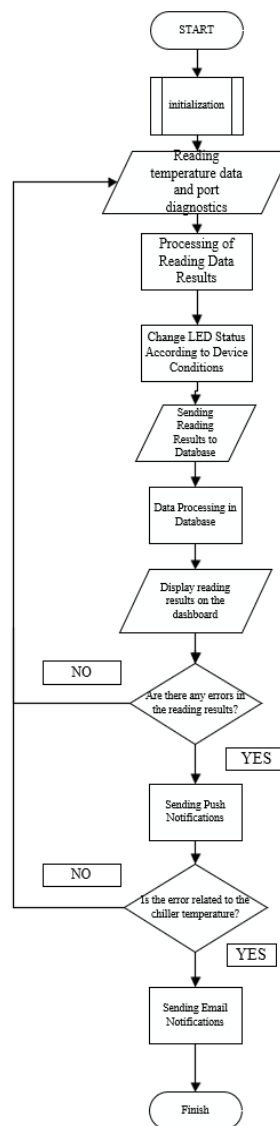 START
initialization
Reading
temperature data
and port
diagnostics
Processing of
Reading Data
Results
Change LED Status
According to Device
Conditions
Sending
Reading
Results to
Database
Data Processing in
Database
Display reading
results on the
dashboard
NO
Are there any errors in
the reading results?
YES
Sending Push
Notifications
NO
Is the error related to the
chiller temperature?
YES
Sending Email
Notifications
Finish